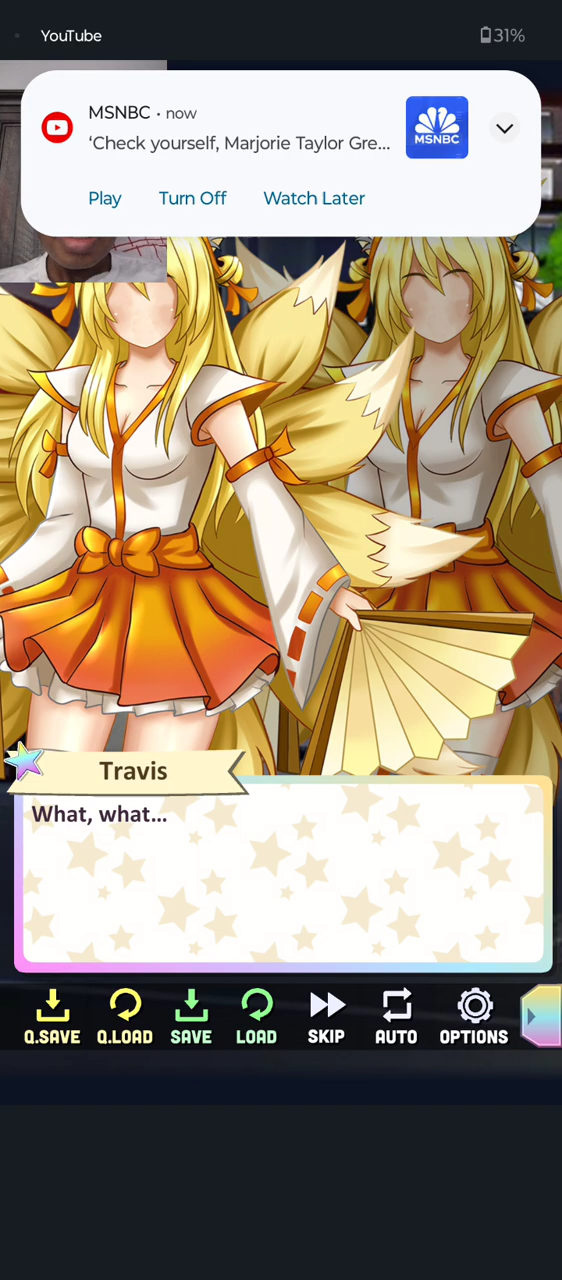 YouTube
31%
MSNBC • now
‘Check yourself, Marjorie Taylor Gre...
MSNBC
Play
Turn Off
Watch Later
Travis
What, what...
Q.SAVE
Q.LOAD
SAVE
LOAD
SKIP
AUTO
OPTIONS